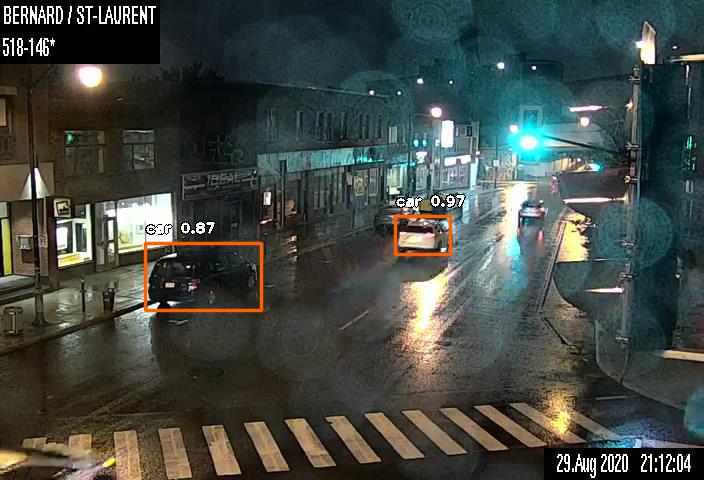 BERNARD / ST-LAURENT
518-146*
car 0.97
car 0.87
29.Aug 2020 21:12:04